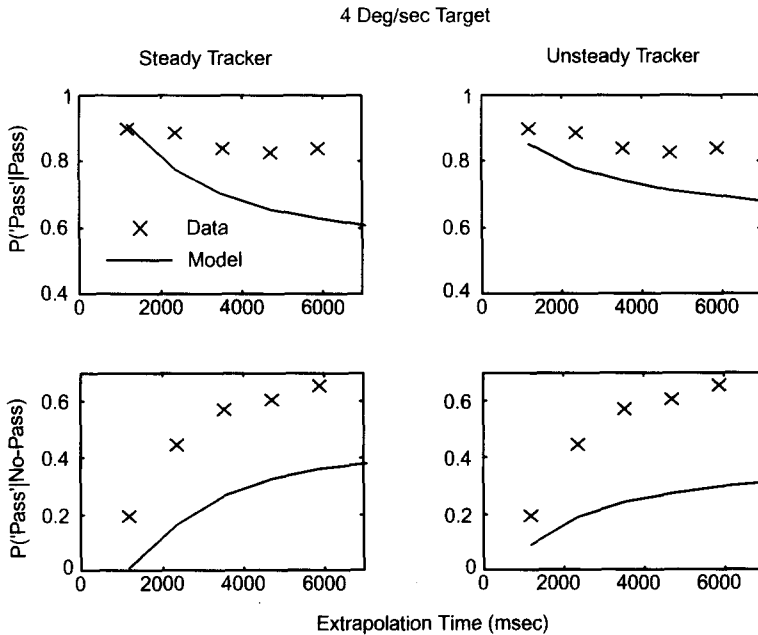 4 Deg/sec Target
Steady Tracker
Unsteady Tracker
P('Pass'|Pass)
1
0.8
0.6
0.4
× Data
Model
0 2000 4000 6000
1
0.8
0.6
0.4
0 2000 4000 6000
P('Pass'|No-Pass)
0.6
0.4
0.2
0
0 2000 4000 6000
0.6
0.4
0.2
0
0 2000 4000 6000
Extrapolation Time (msec)